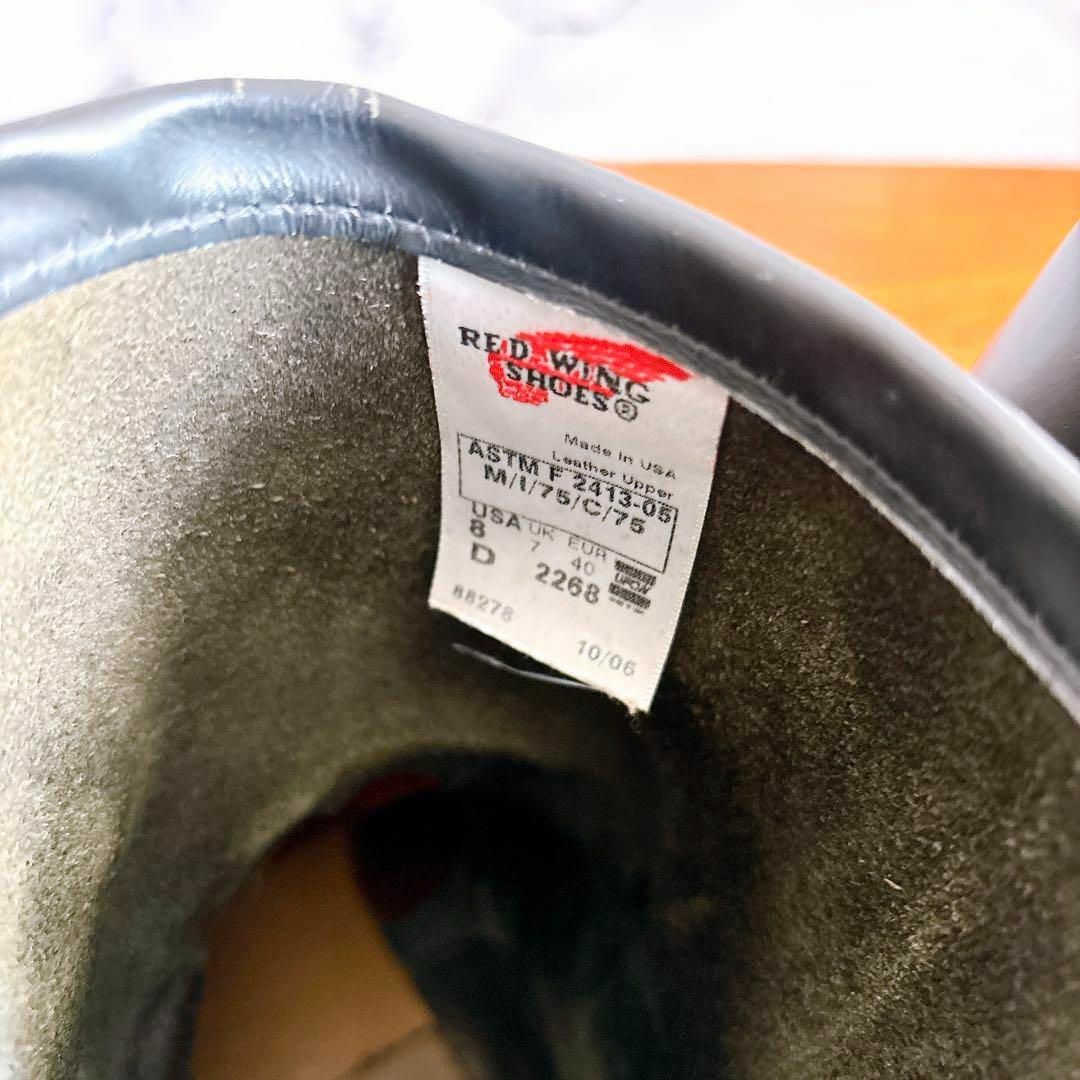 RED WING
SHOES®
Made in USA
Leather Upper
ASTM F 2413-05
M/I/75/C/75
USA UK EUR
8 7 40
D 2268
UNION
88278 10/06